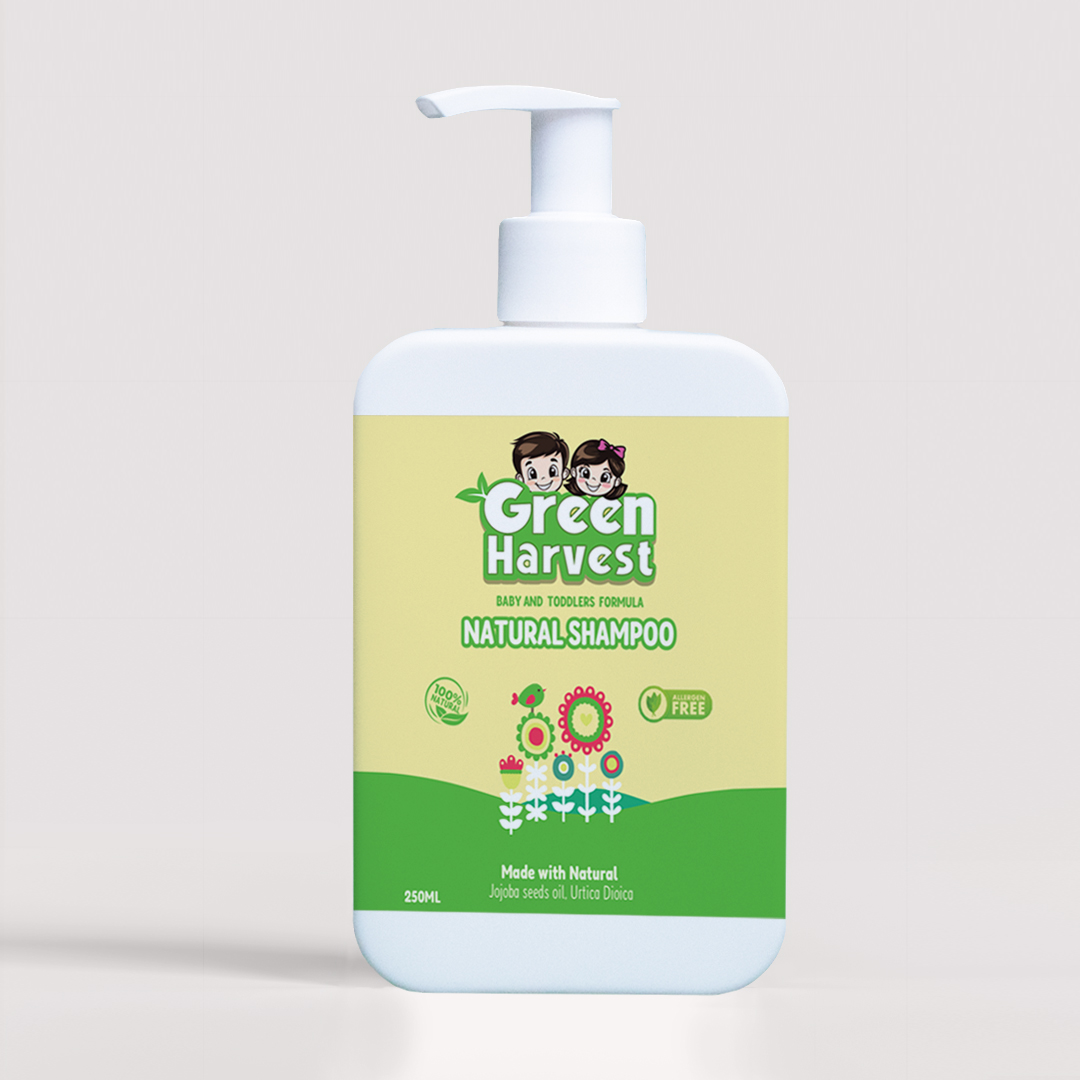 Green
Harvest
BABY AND TODDLERS FORMULA
NATURAL SHAMPOO
100%
NATURAL
ALLERGEN
FREE
Made with Natural
Jojoba seeds oil, Urtica Dioica
250ML